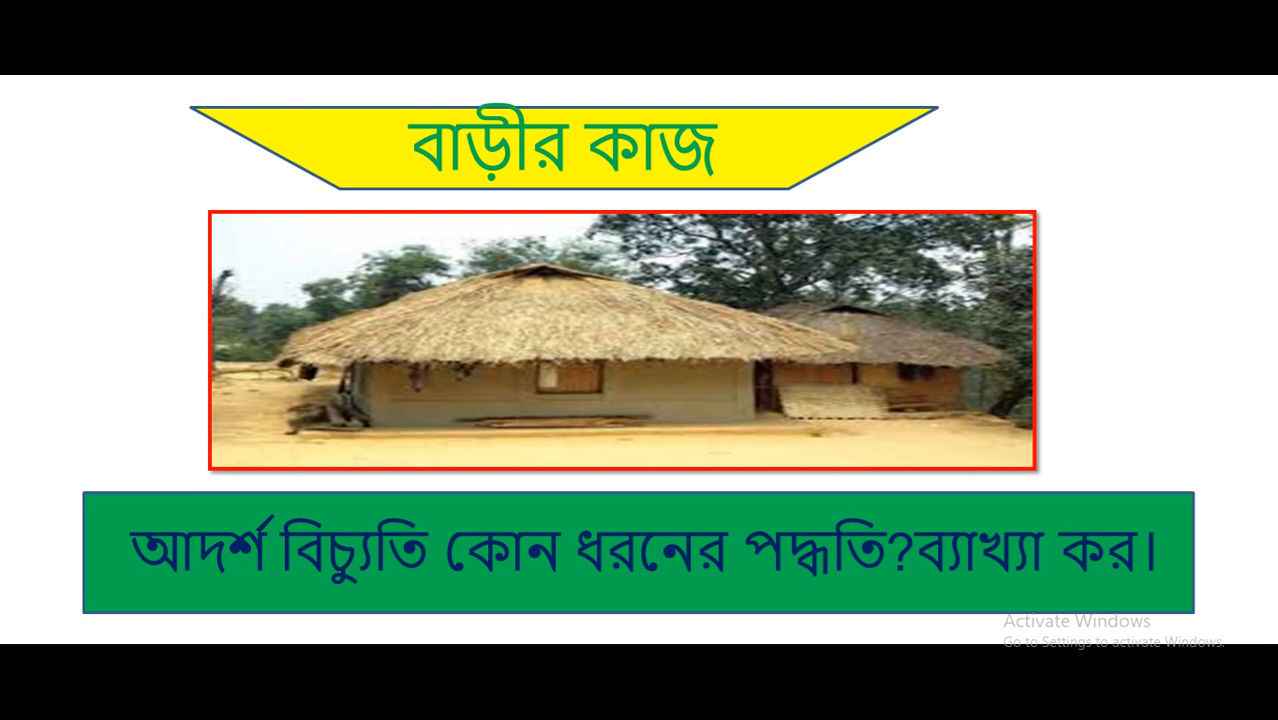 বাড়ীর কাজ
আদর্শ বিচ্যুতি কোন ধরনের পদ্ধতি?ব্যাখ্যা কর।
Activate Windows
Go to Settings to activate Windows.